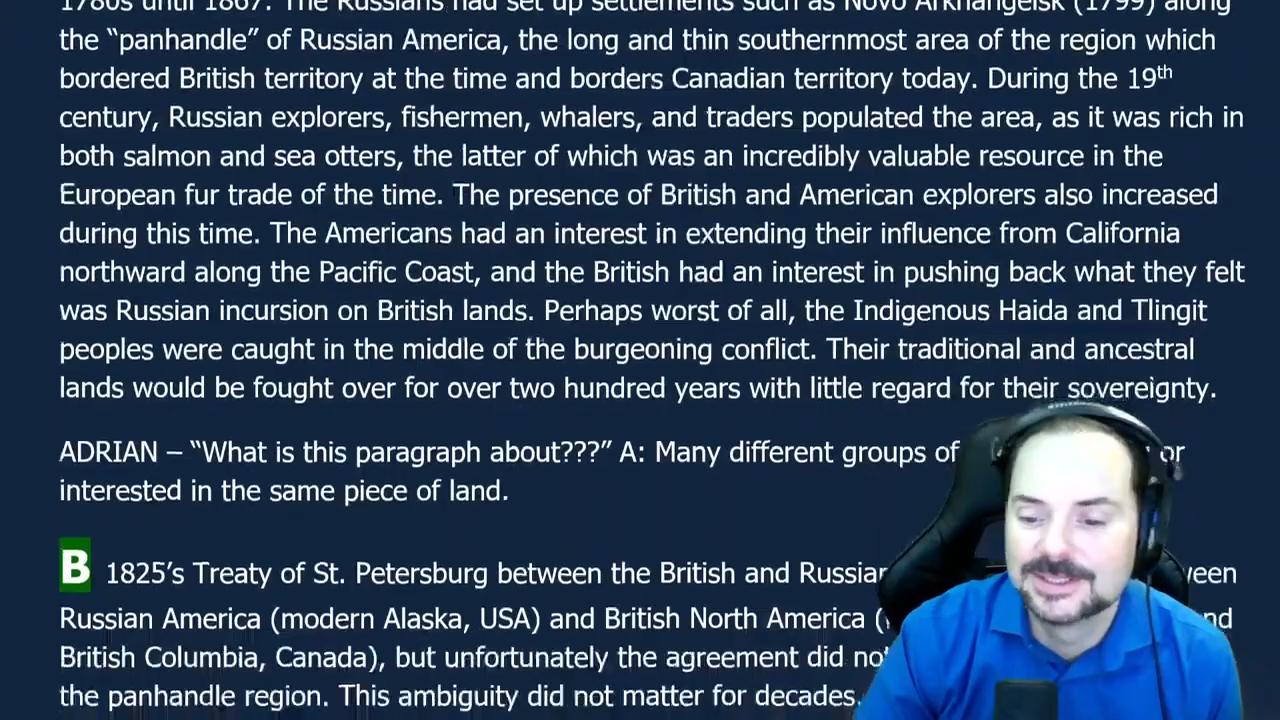 1780s until 1867. The Russians had set up settlements such as Novo Arkhangelsk (1799) along
the “panhandle” of Russian America, the long and thin southernmost area of the region which
bordered British territory at the time and borders Canadian territory today. During the 19th
century, Russian explorers, fishermen, whalers, and traders populated the area, as it was rich in
both salmon and sea otters, the latter of which was an incredibly valuable resource in the
European fur trade of the time. The presence of British and American explorers also increased
during this time. The Americans had an interest in extending their influence from California
northward along the Pacific Coast, and the British had an interest in pushing back what they felt
was Russian incursion on British lands. Perhaps worst of all, the Indigenous Haida and Tlingit
peoples were caught in the middle of the burgeoning conflict. Their traditional and ancestral
lands would be fought over for over two hundred years with little regard for their sovereignty.
ADRIAN – “What is this paragraph about???” A: Many different groups of or
interested in the same piece of land.
B 1825’s Treaty of St. Petersburg between the British and
Russian America (modern Alaska, USA) and British North America
British Columbia, Canada), but unfortunately the agreement did
the panhandle region. This ambiguity did not matter for decades.